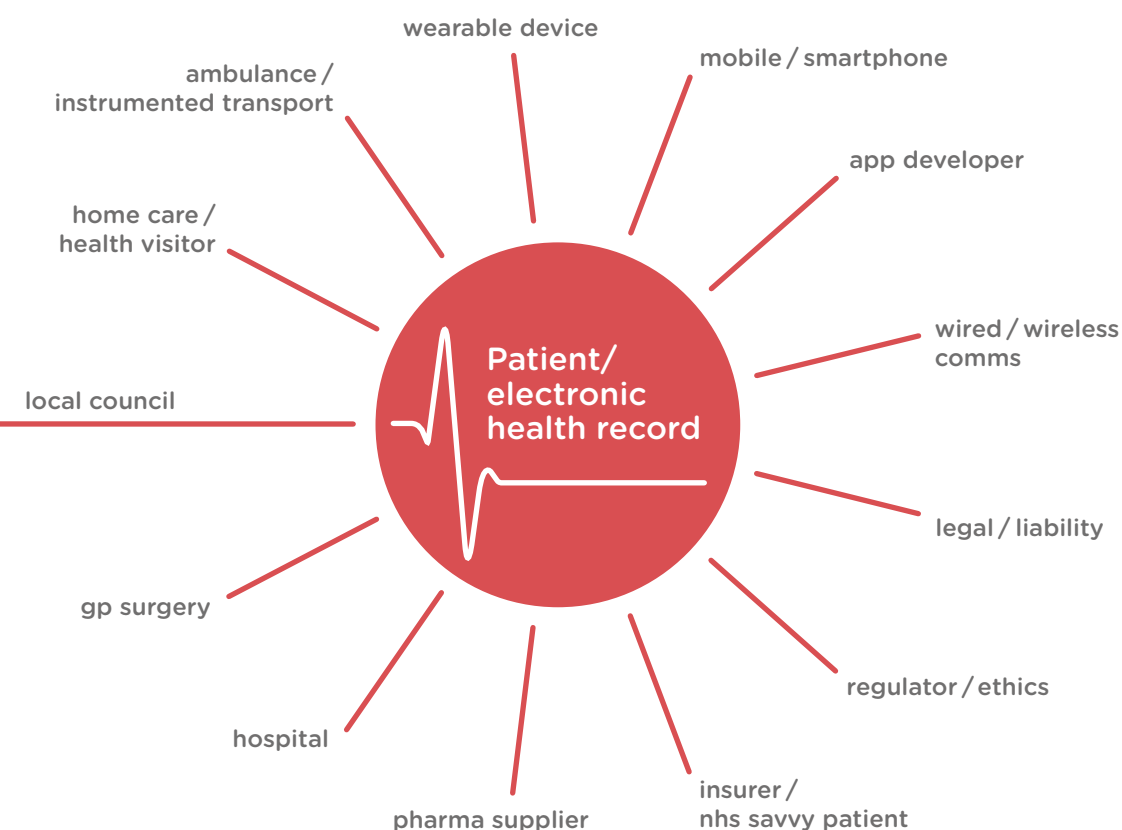 wearable device
mobile / smartphone
ambulance /
instrumented transport
app developer
home care /
health visitor
wired / wireless
comms
Patient/
electronic
health record
local council
legal / liability
gp surgery
regulator / ethics
hospital
insurer /
nhs savvy patient
pharma supplier